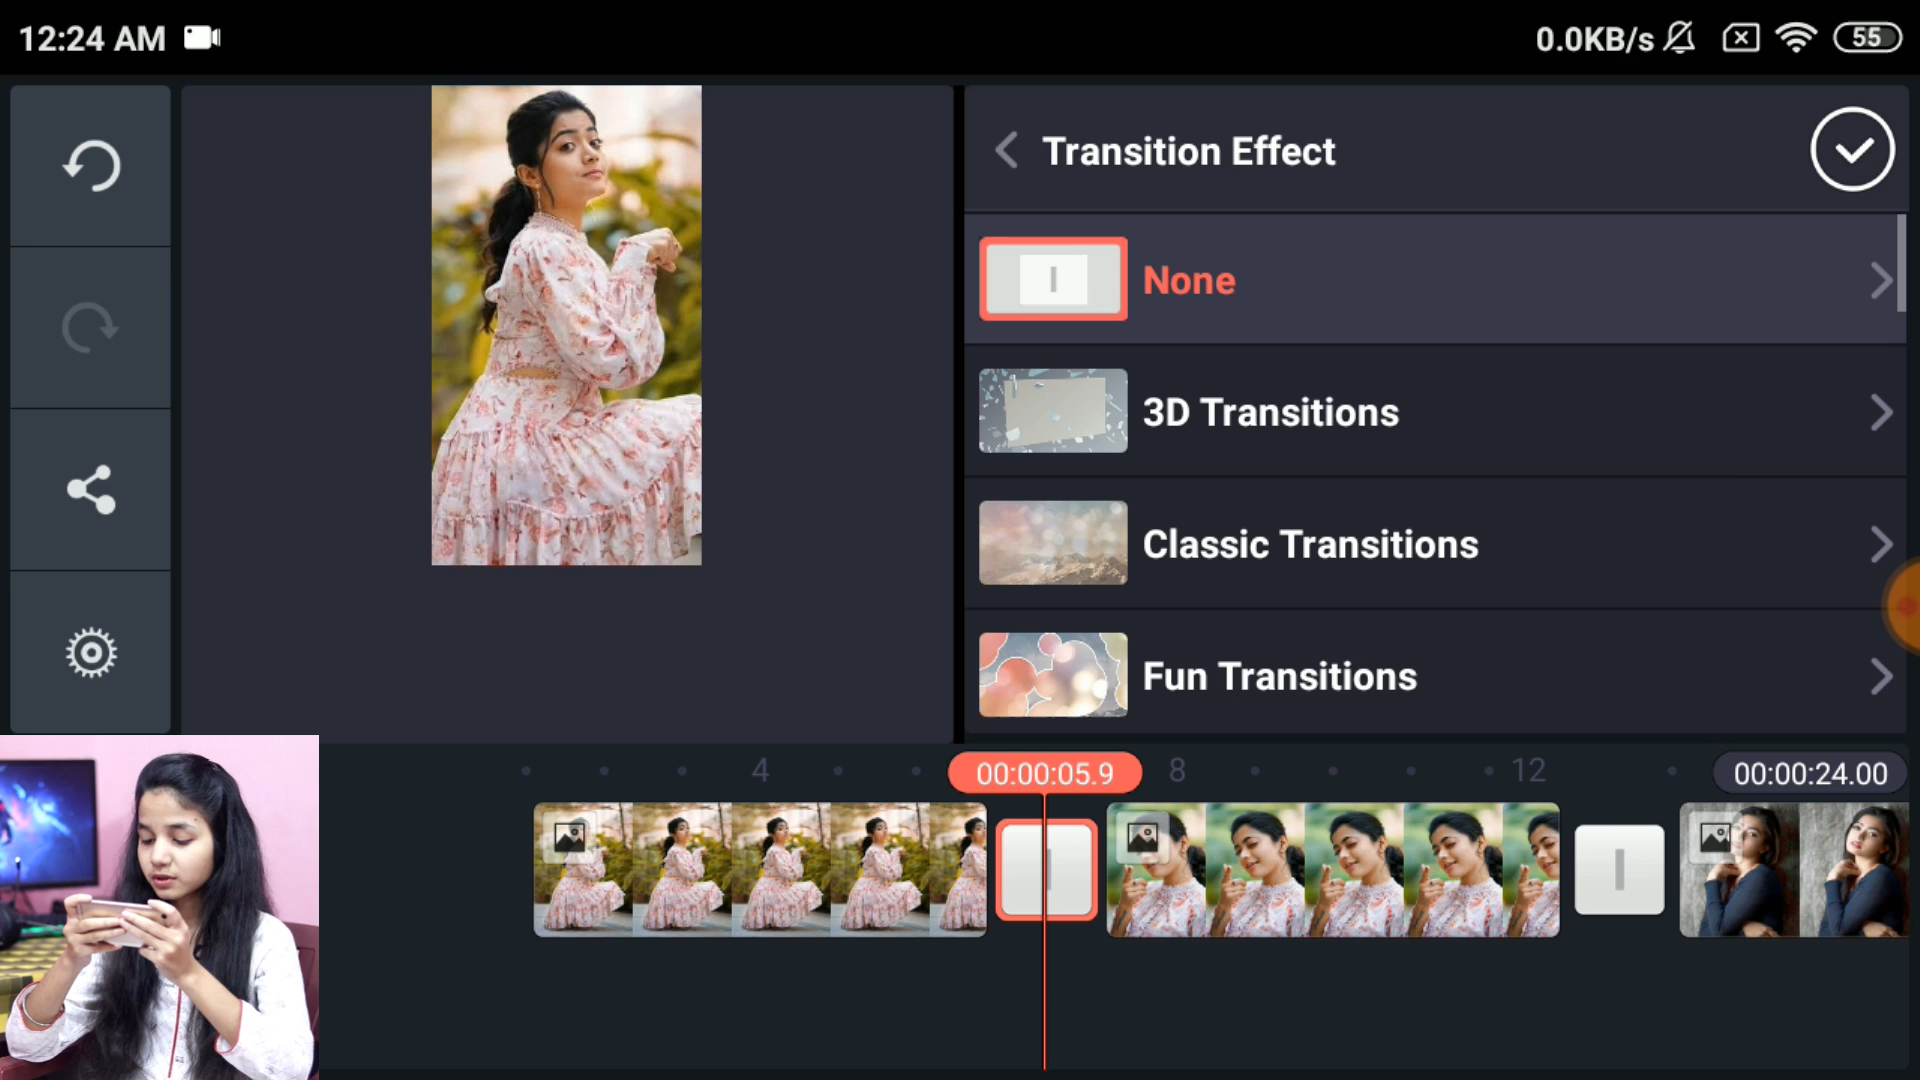 12:24 AM
0.0KB/s
55
Transition Effect
None
3D Transitions
Classic Transitions
Fun Transitions
4
00:00:05.9
8
12
00:00:24.00